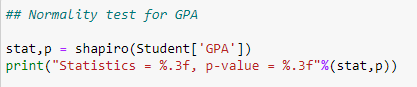 ## Normality test for GPA
stat,p = shapiro(Student['GPA'])
print("Statistics = %.3f, p-value = %.3f"%(stat,p))